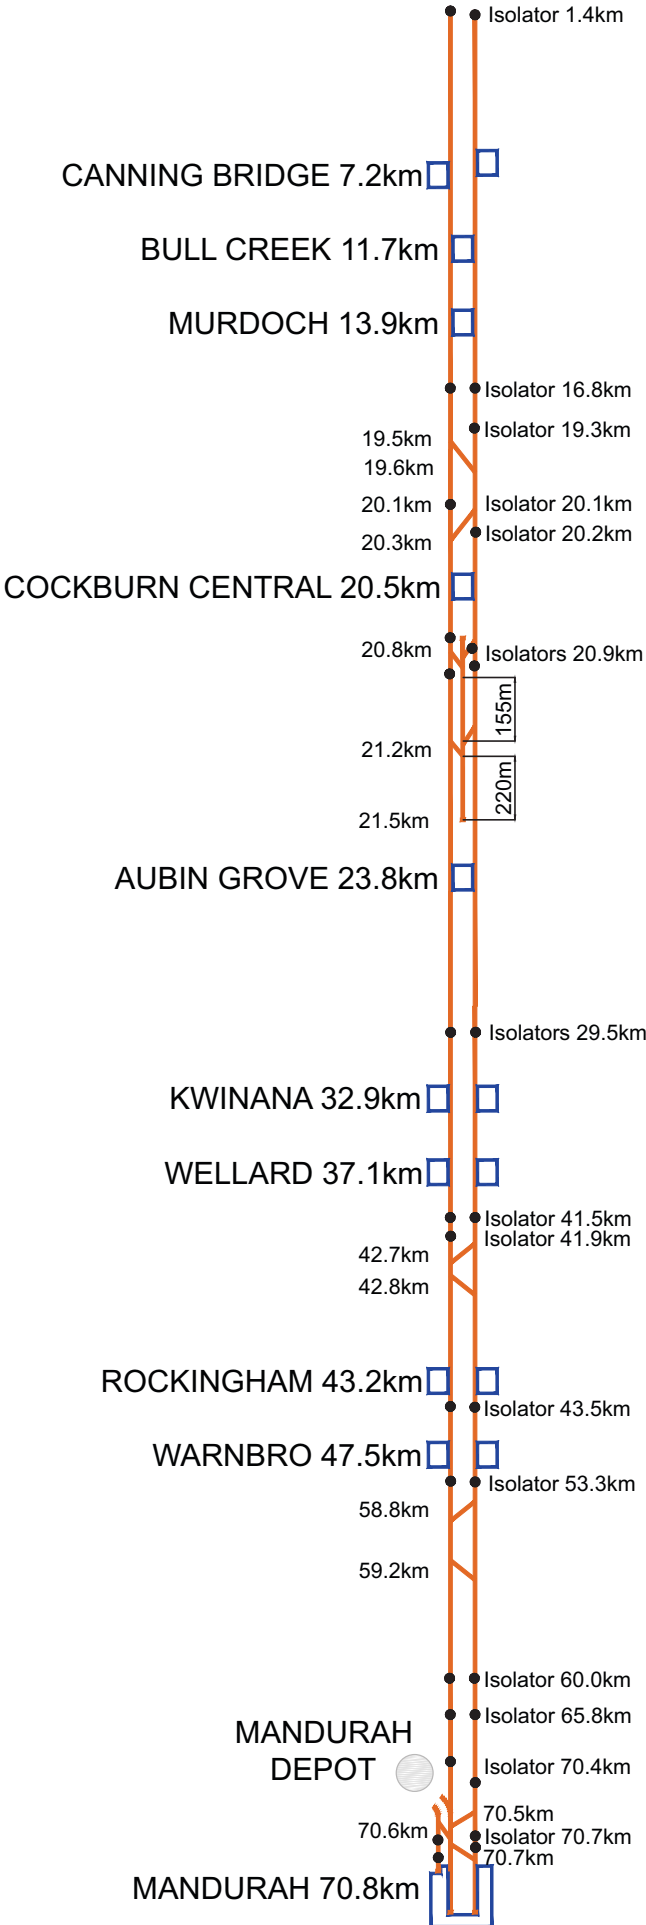 Isolator 1.4km
CANNING BRIDGE 7.2km
BULL CREEK 11.7km
MURDOCH 13.9km
Isolator 16.8km
Isolator 19.3km
19.5km
19.6km
20.1km
Isolator 20.1km
Isolator 20.2km
20.3km
COCKBURN CENTRAL 20.5km
20.8km
Isolators 20.9km
155m
21.2km
220m
21.5km
AUBIN GROVE 23.8km
Isolators 29.5km
KWINANA 32.9km
WELLARD 37.1km
Isolator 41.5km
Isolator 41.9km
42.7km
42.8km
ROCKINGHAM 43.2km
Isolator 43.5km
WARNBRO 47.5km
Isolator 53.3km
58.8km
59.2km
Isolator 60.0km
Isolator 65.8km
MANDURAH
DEPOT
Isolator 70.4km
70.5km
70.6km
Isolator 70.7km
70.7km
MANDURAH 70.8km